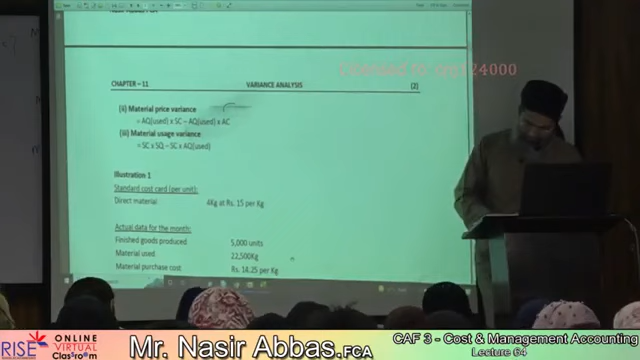 Licensed To:
CHAPTER – 11 VARIANCE ANALYSIS (2)
(ii) Material price variance
= AQ(used) x SC – AQ(used) x AC
(iii) Material usage variance
= SC x SQ – SC x AQ(used)
Illustration 1
Standard cost card (per unit):
Direct material 4Kg at Rs. 15 per Kg
Actual data for the month:
Finished goods produced 5,000 units
Material used 22,500Kg
Material purchase cost Rs. 14.25 per Kg
RISE ONLINE VIRTUAL Classroom
Mr. Nasir Abbas.FCA
CAF 3 - Cost & Management Accounting
Lecture 64